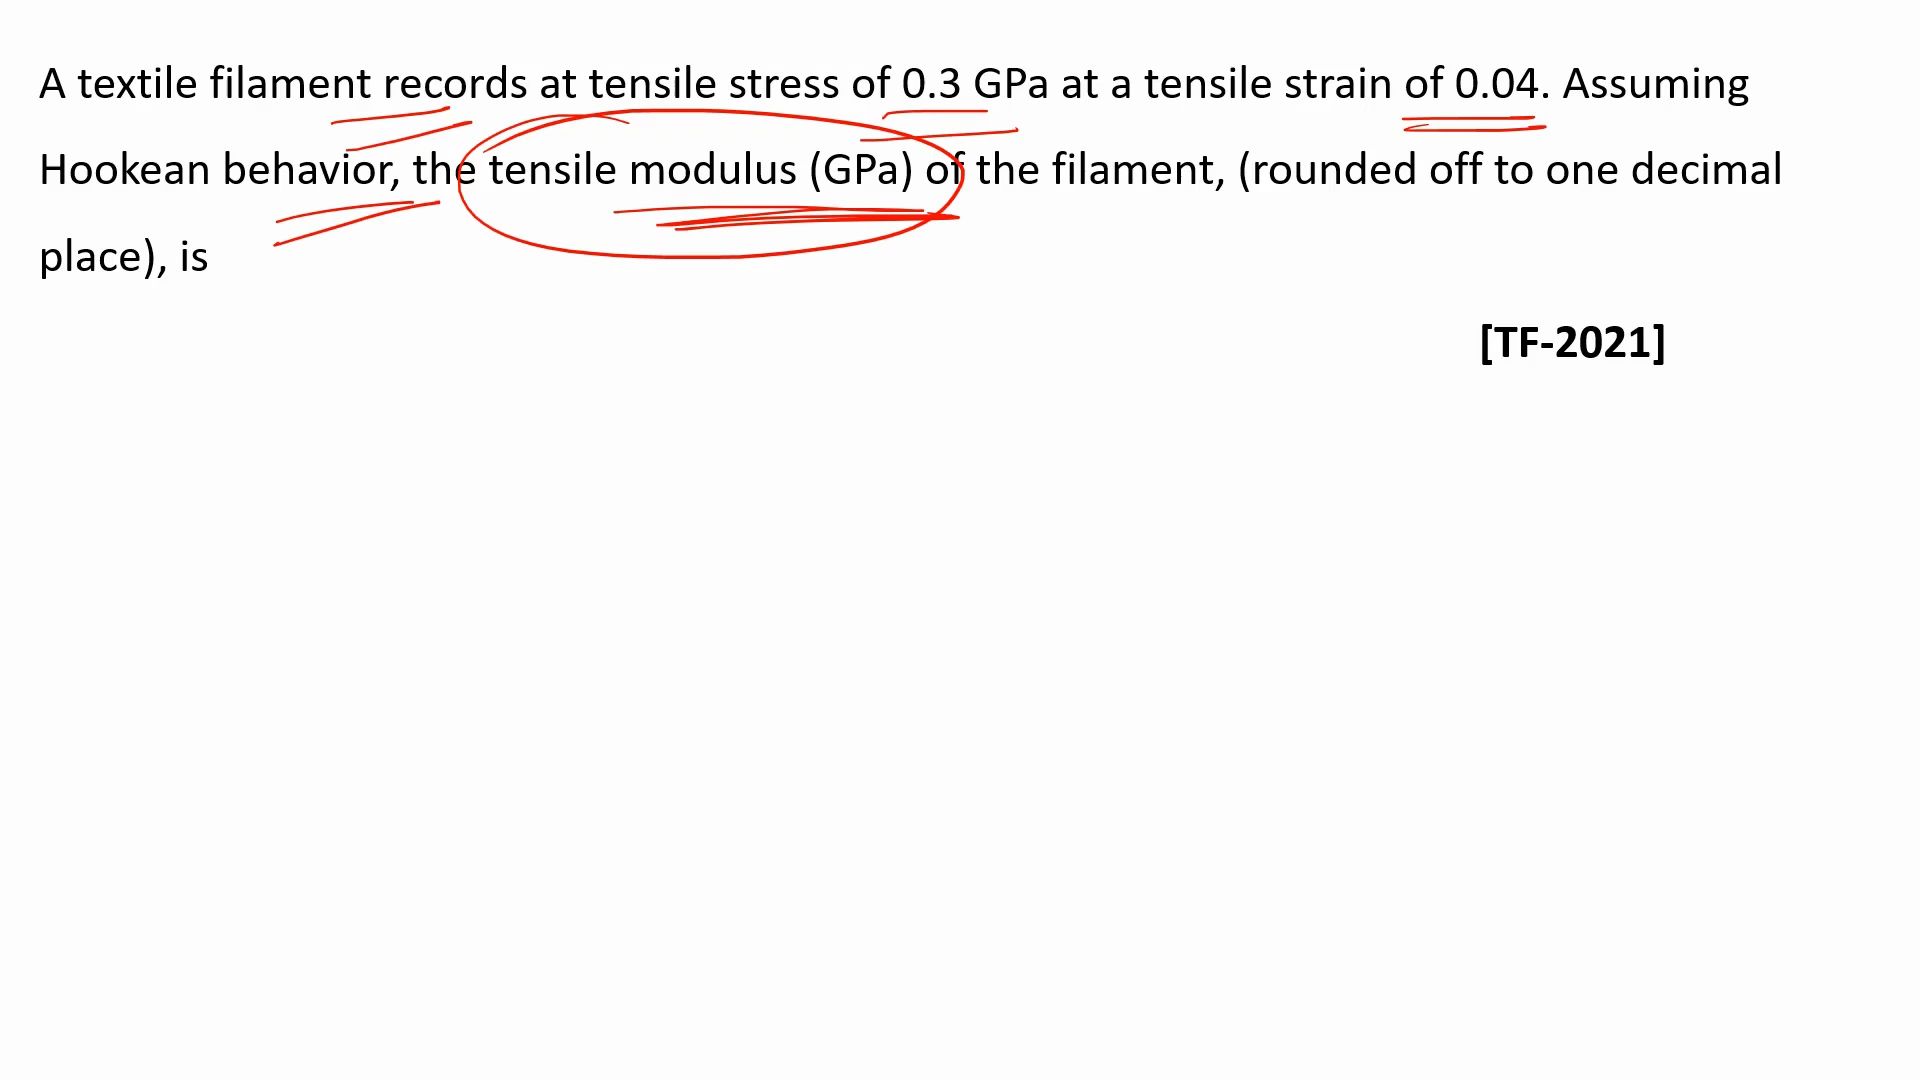 A textile filament records at tensile stress of 0.3 GPa at a tensile strain of 0.04. Assuming
Hookean behavior, the tensile modulus (GPa) of the filament, (rounded off to one decimal
place), is
[TF-2021]